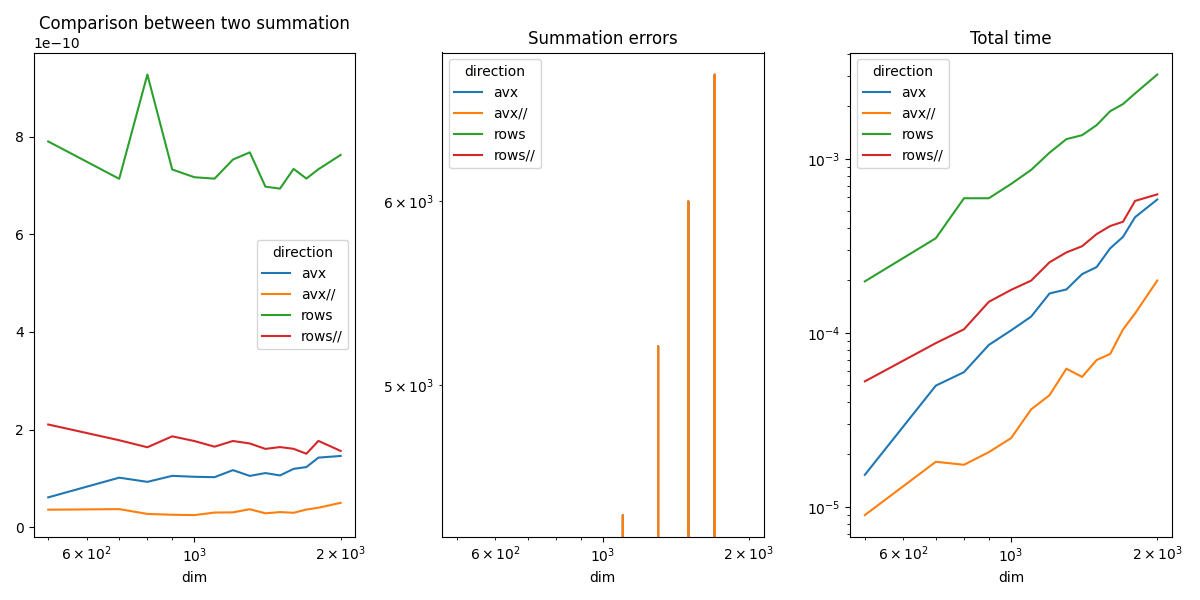 Comparison between two summation
1e−10
8
6
4
2
0
direction
avx
avx//
rows
rows//
6 × 10²
10³
2 × 10³
dim
Summation errors
direction
avx
avx//
rows
rows//
6 × 10³
5 × 10³
6 × 10²
10³
2 × 10³
dim
Total time
direction
avx
avx//
rows
rows//
10⁻³
10⁻⁴
10⁻⁵
6 × 10²
10³
2 × 10³
dim